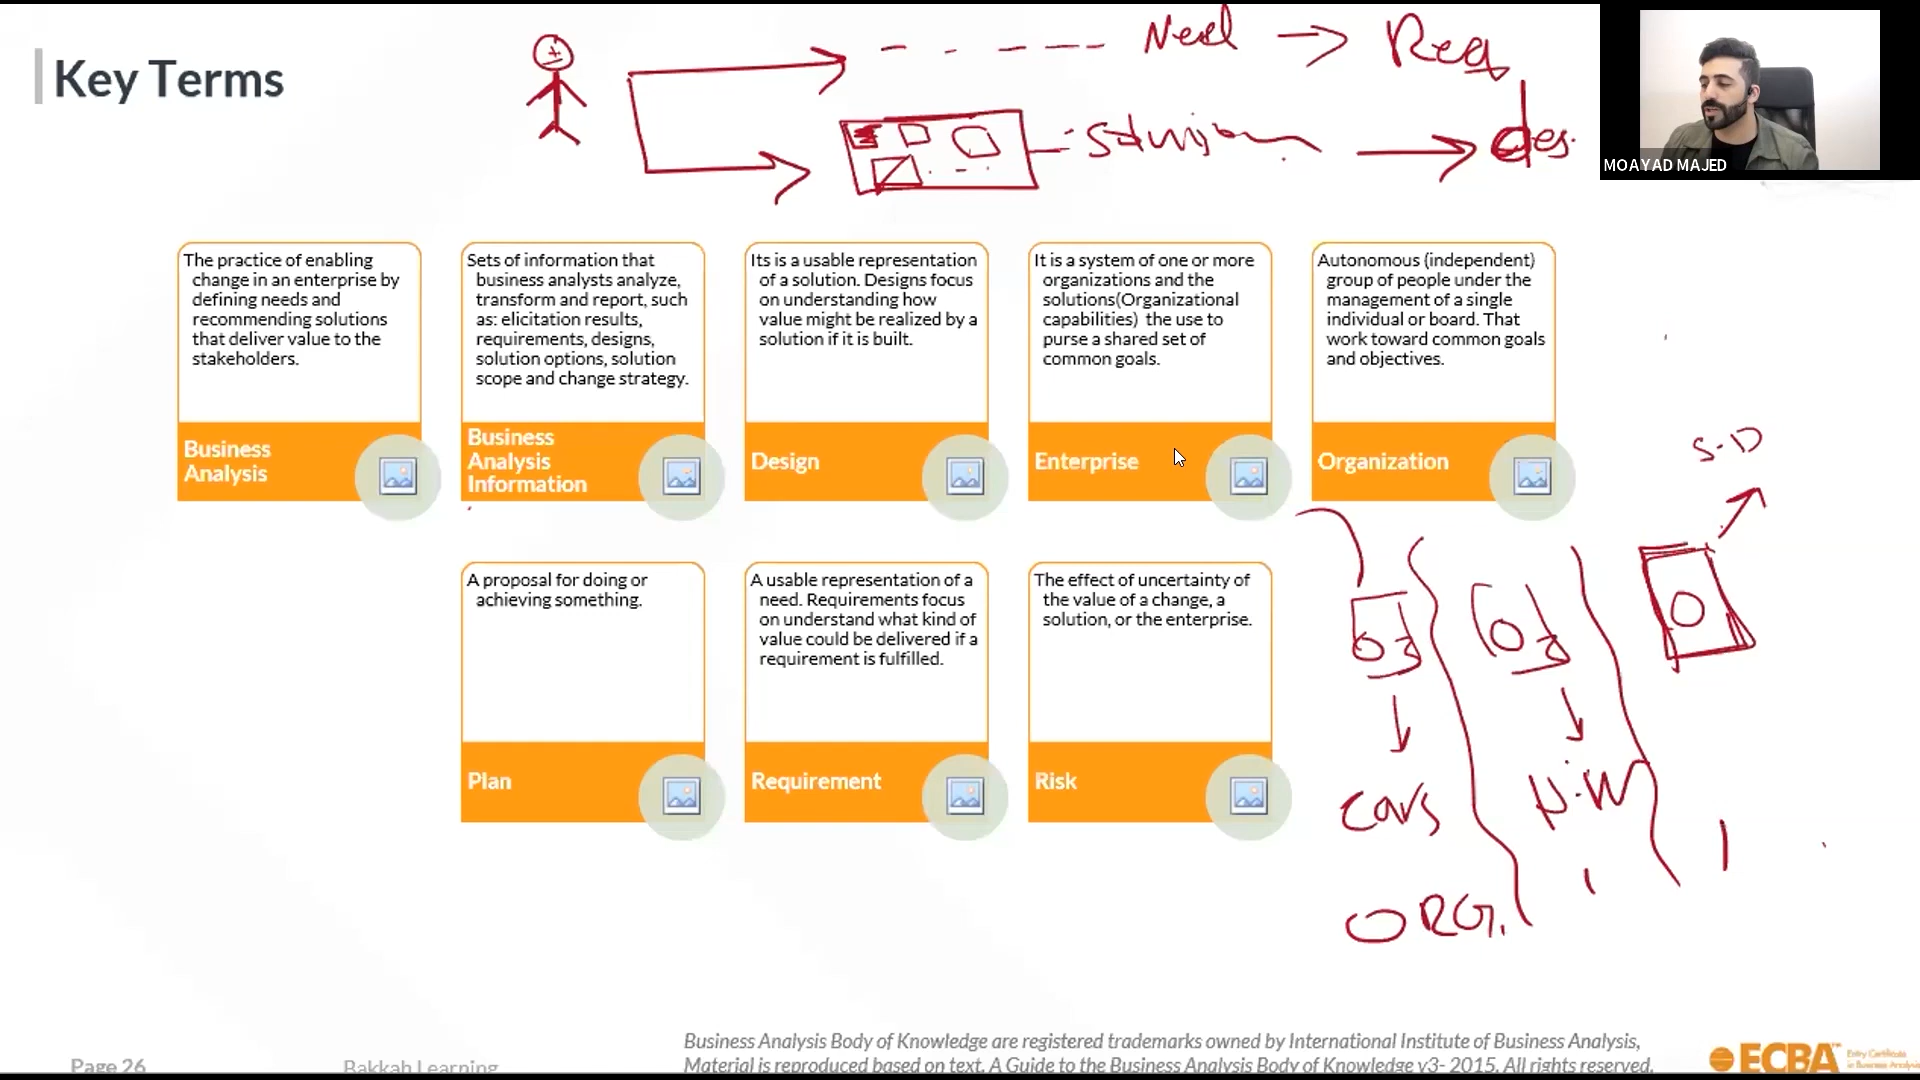 Key Terms
Need → Req
Solution → des.
MOAYAD MAJED
The practice of enabling
change in an enterprise by
defining needs and
recommending solutions
that deliver value to the
stakeholders.
Business
Analysis
Sets of information that
business analysts analyze,
transform and report, such
as: elicitation results,
requirements, designs,
solution options, solution
scope and change strategy.
Business
Analysis
Information
Its is a usable representation
of a solution. Designs focus
on understanding how
value might be realized by a
solution if it is built.
Design
It is a system of one or more
organizations and the
solutions(Organizational
capabilities) the use to
purse a shared set of
common goals.
Enterprise
Autonomous (independent)
group of people under the
management of a single
individual or board. That
work toward common goals
and objectives.
Organization
S-D
A proposal for doing or
achieving something.
Plan
A usable representation of a
need. Requirements focus
on understand what kind of
value could be delivered if a
requirement is fulfilled.
Requirement
The effect of uncertainty of
the value of a change, a
solution, or the enterprise.
Risk
Cars
N.W
ORG.
Page 26
Bakkah Learning
Business Analysis Body of Knowledge are registered trademarks owned by International Institute of Business Analysis,
Material is reproduced based on text, A Guide to the Business Analysis Body of Knowledge v3- 2015. All rights reserved.
ECBA™
Entry Certificate
in Business Analysis